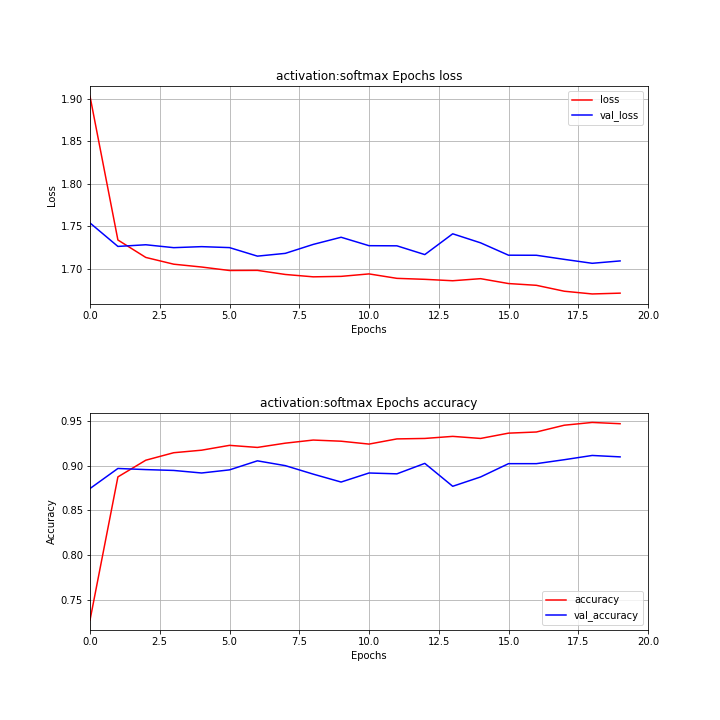 activation:softmax Epochs loss
1.90
1.85
1.80
1.75
1.70
Loss
loss
val_loss
0.0 2.5 5.0 7.5 10.0 12.5 15.0 17.5 20.0
Epochs
activation:softmax Epochs accuracy
0.95
0.90
0.85
0.80
0.75
Accuracy
accuracy
val_accuracy
0.0 2.5 5.0 7.5 10.0 12.5 15.0 17.5 20.0
Epochs